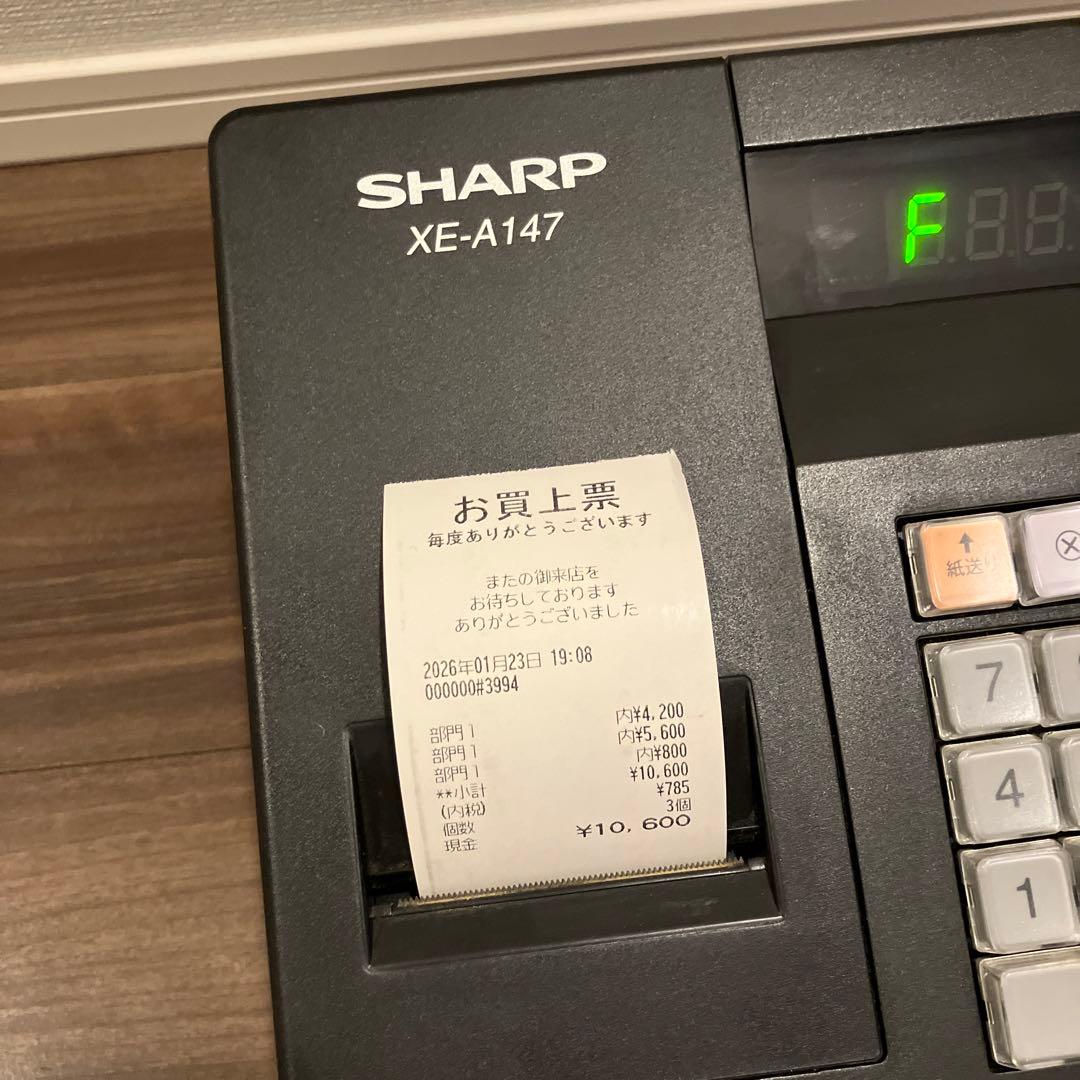 SHARP
XE-A147
F
お買上票
毎度ありがとうございます
またの御来店を
お待ちしております
ありがとうございました
2026年01月23日 19:08
000000#3994
部門1 内¥4,200
部門1 内¥5,600
部門1 内¥800
**小計 ¥10,600
(内税) ¥785
個数 3個
現金 ¥10,600
↑
紙送り
⊗
7
4
1